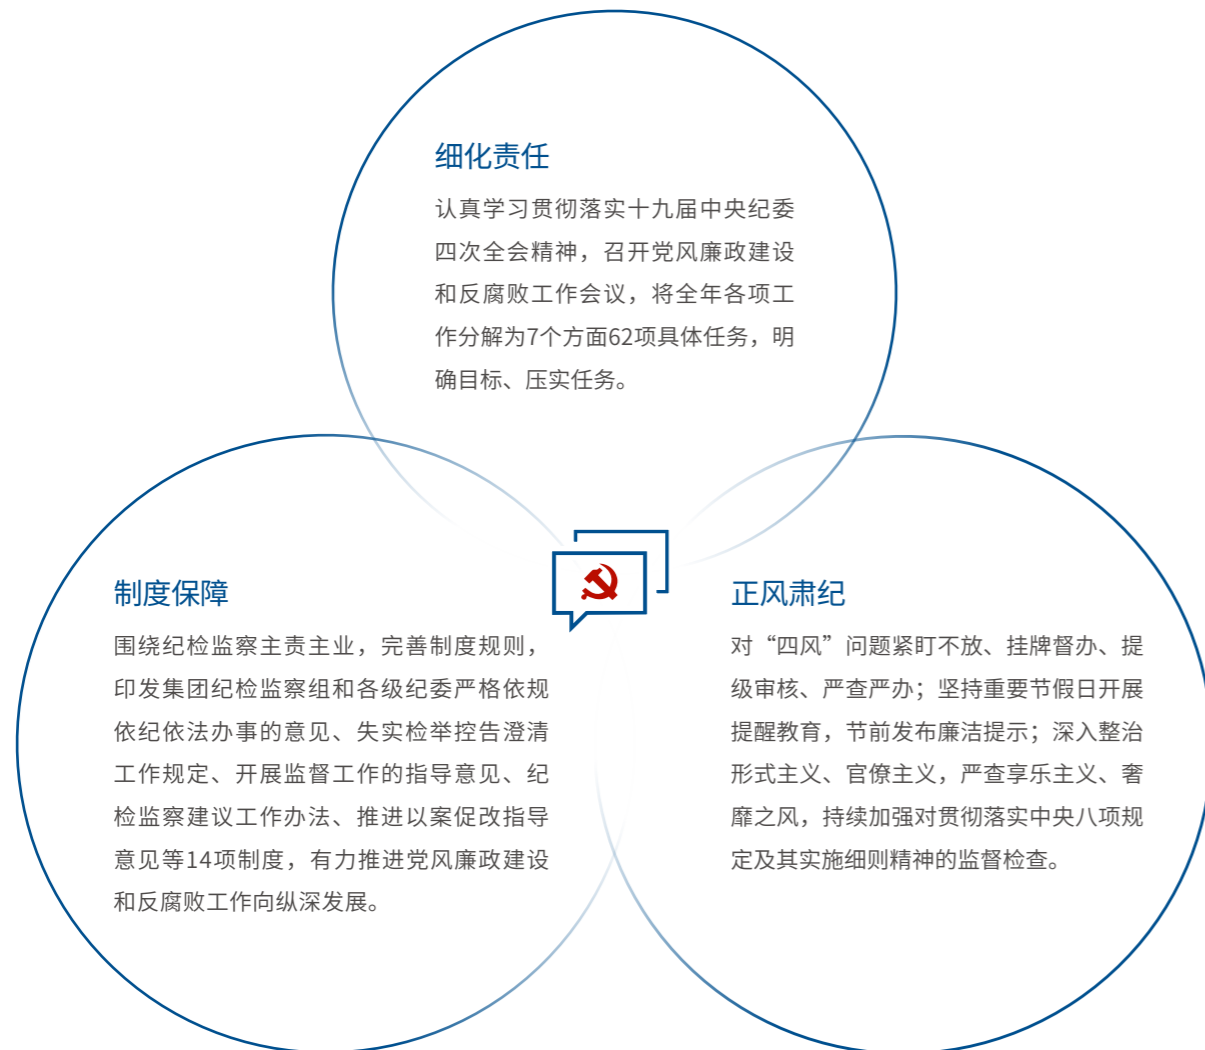 细化责任
认真学习贯彻落实十九届中央纪委
四次全会精神，召开党风廉政建设
和反腐败工作会议，将全年各项工
作分解为7个方面62项具体任务，明
确目标、压实任务。
制度保障
围绕纪检监察主责主业，完善制度规则，
印发集团纪检监察组和各级纪委严格依规
依纪依法办事的意见、失实检举控告澄清
工作规定、开展监督工作的指导意见、纪
检监察建议工作办法、推进以案促改指导
意见等14项制度，有力推进党风廉政建设
和反腐败工作向纵深发展。
正风肃纪
对“四风”问题紧盯不放、挂牌督办、提
级审核、严查严办；坚持重要节假日开展
提醒教育，节前发布廉洁提示；深入整治
形式主义、官僚主义，严查享乐主义、奢
靡之风，持续加强对贯彻落实中央八项规
定及其实施细则精神的监督检查。